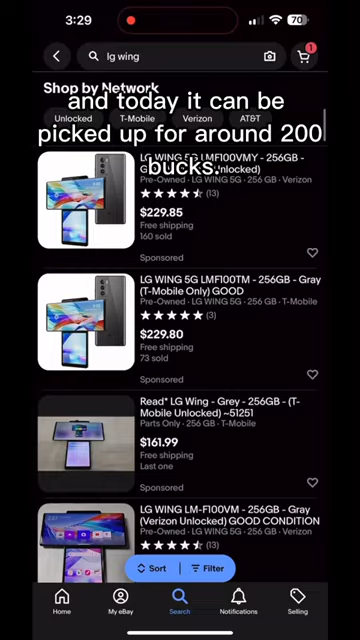 3:29
70
lg wing
1
Shop by Network
and today it can be
picked up for around 200
bucks.
Unlocked
T-Mobile
Verizon
AT&T
LG WING 5G LMF100VMY - 256GB -
Unlocked)
Pre-Owned · LG WING 5G · 256 GB · Verizon
(13)
$229.85
Free shipping
160 sold
Sponsored
LG WING 5G LMF100TM - 256GB - Gray
(T-Mobile Only) GOOD
Pre-Owned · LG WING 5G · 256 GB · T-Mobile
(3)
$229.80
Free shipping
73 sold
Sponsored
Read* LG Wing - Grey - 256GB - (T-
Mobile Unlocked) ~51251
Parts Only · 256 GB · T-Mobile
$161.99
Free shipping
Last one
Sponsored
LG WING LM-F100VM - 256GB - Gray
(Verizon Unlocked) GOOD CONDITION
Pre-Owned · LG WING 5G · 256 GB · Verizon
(13)
Sort
Filter
Home
My eBay
Search
Notifications
Selling